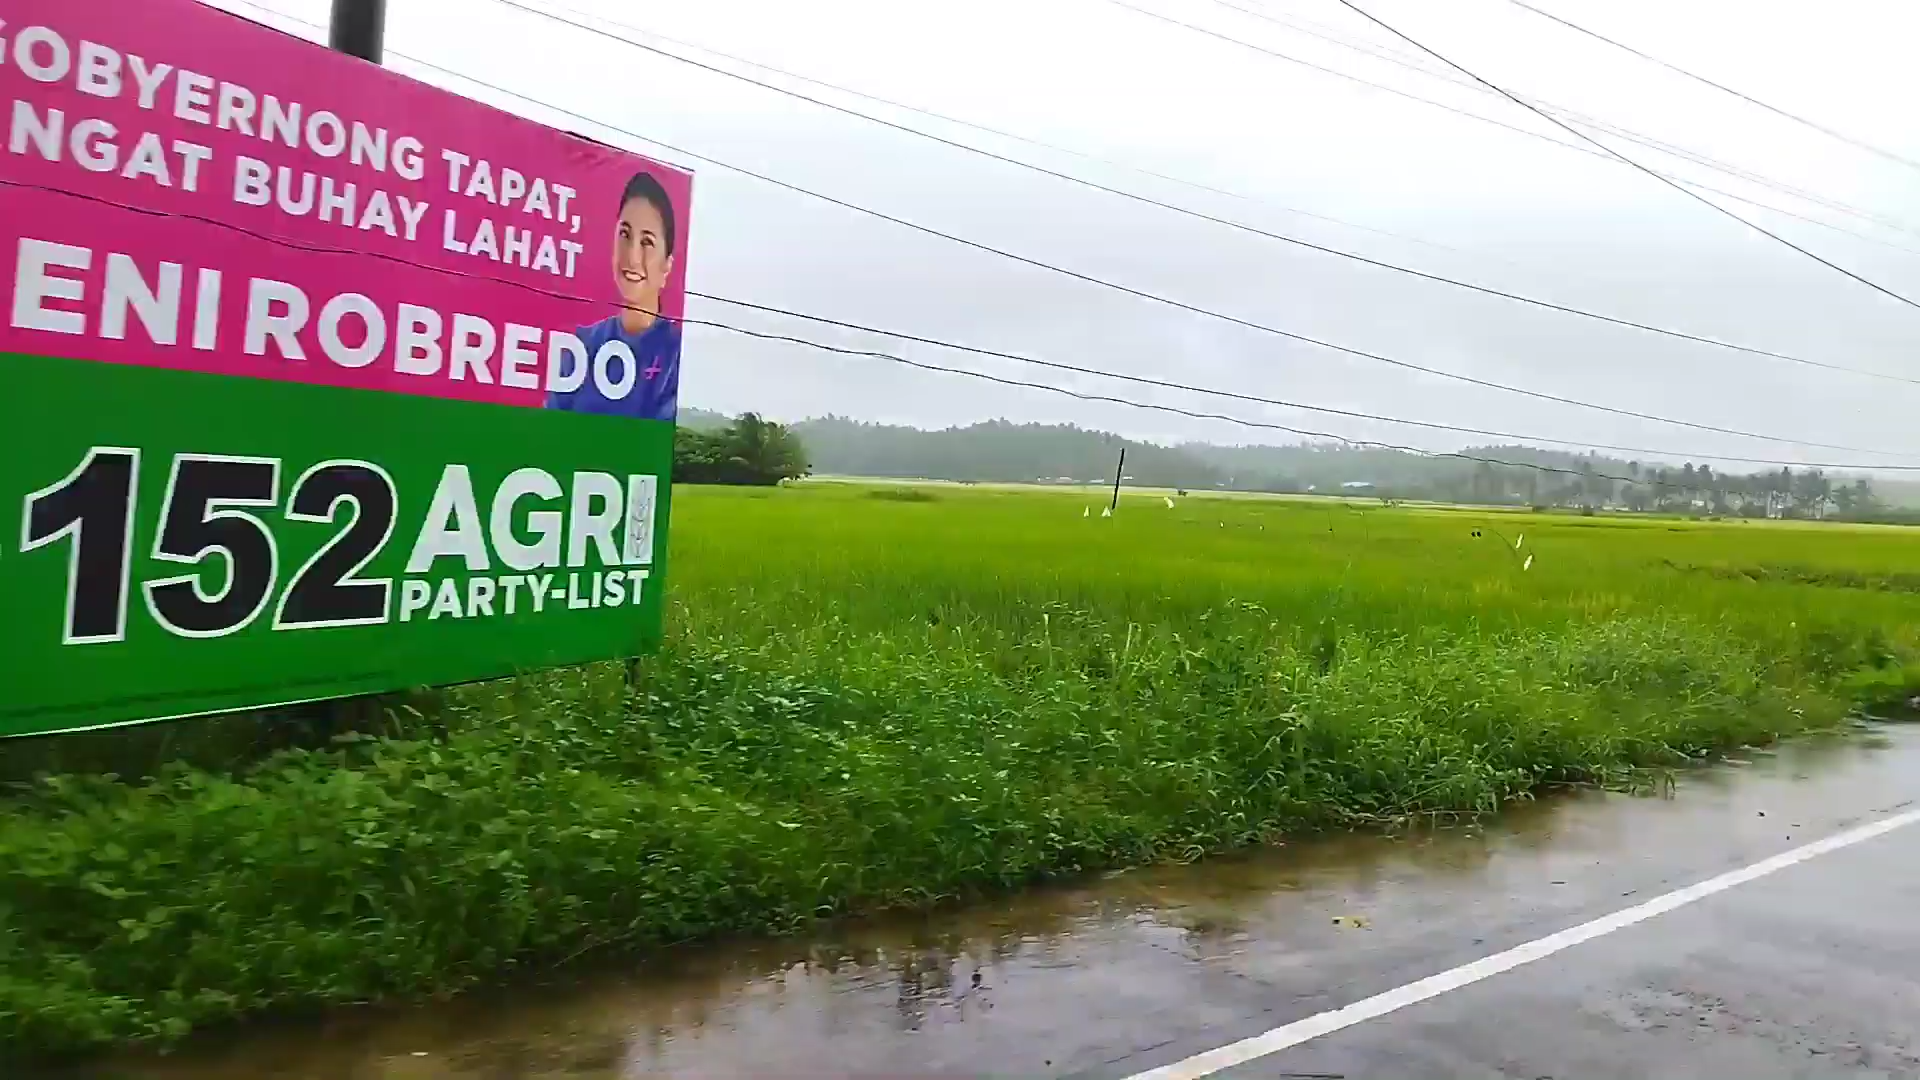 GOBYERNONG TAPAT,
NGAT BUHAY LAHAT
ENI ROBREDO
152 AGRI
PARTY-LIST